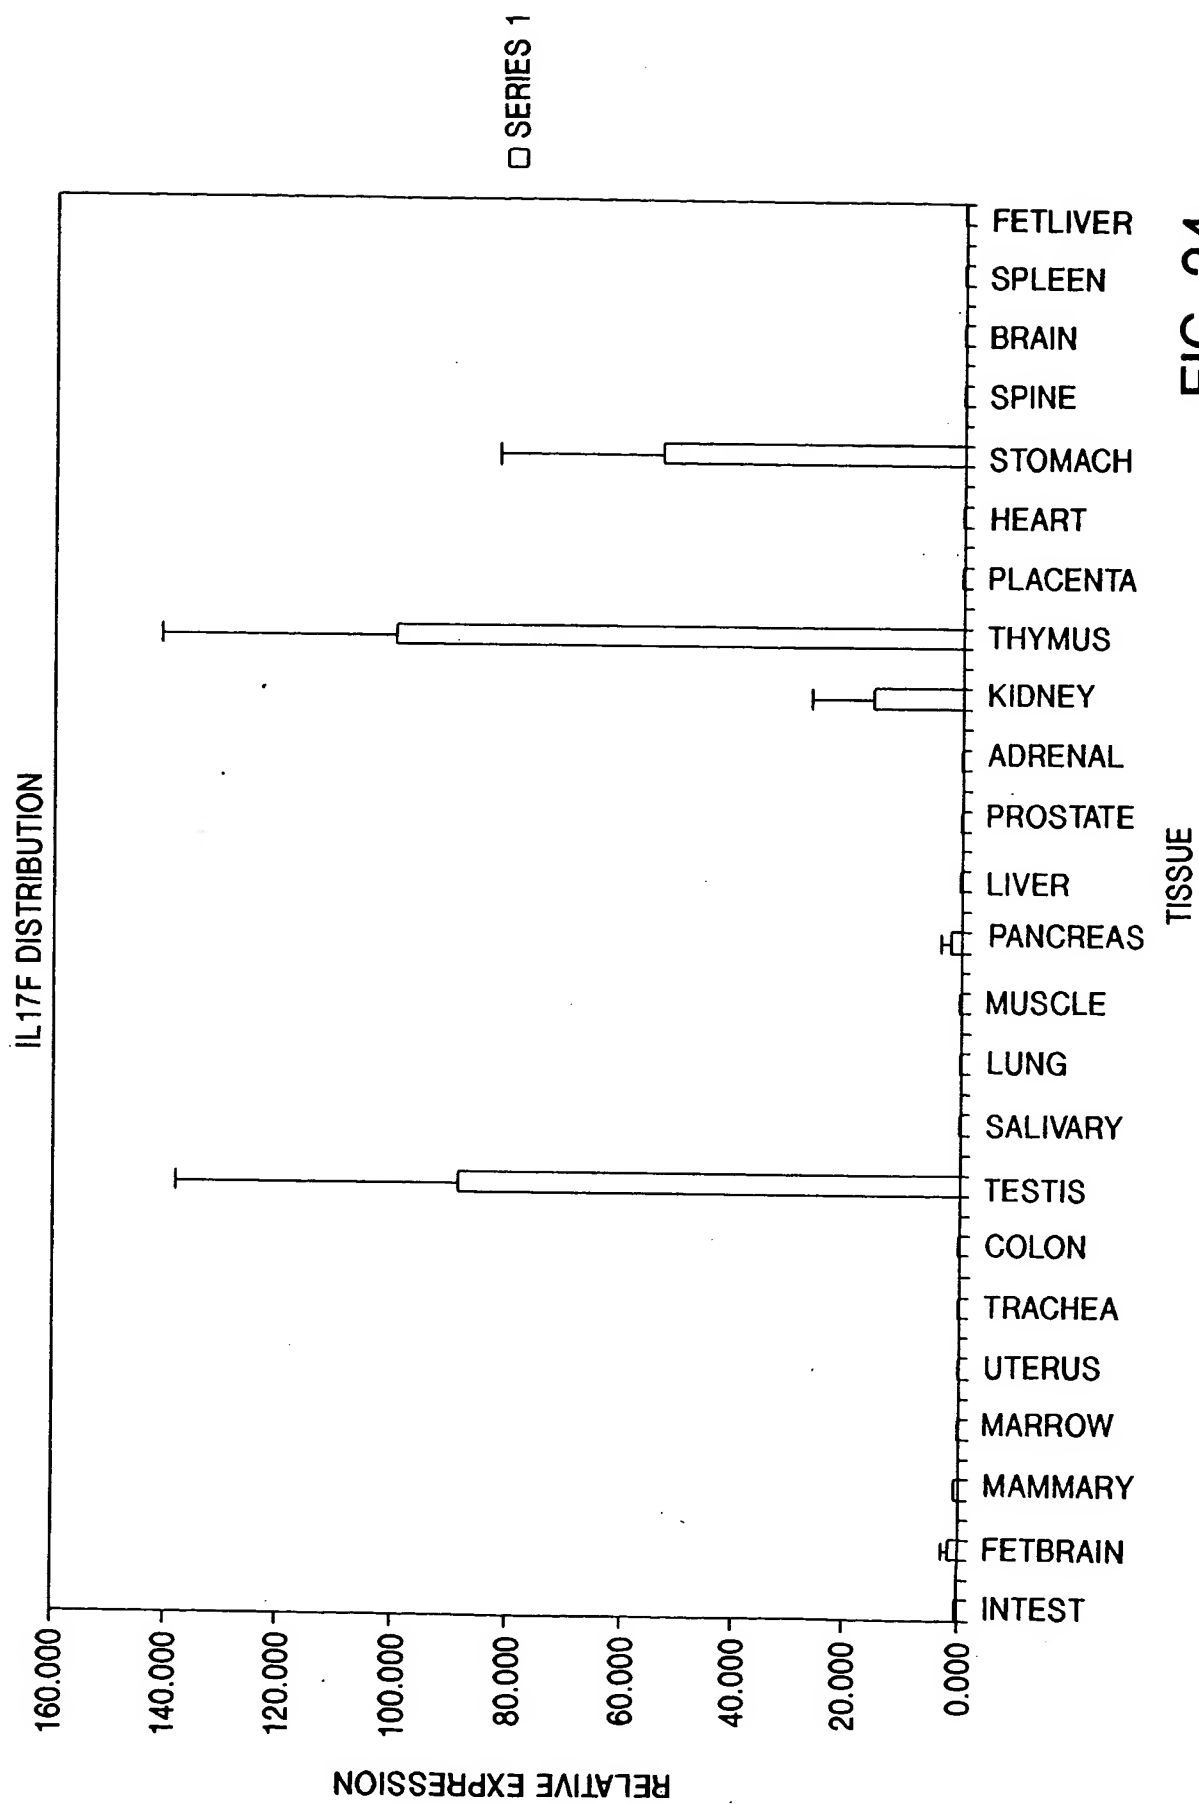 IL17F DISTRIBUTION
RELATIVE EXPRESSION
160.000
140.000
120.000
100.000
80.000
60.000
40.000
20.000
0.000
INTEST
FETBRAIN
MAMMARY
MARROW
UTERUS
TRACHEA
COLON
TESTIS
SALIVARY
LUNG
MUSCLE
PANCREAS
LIVER
PROSTATE
ADRENAL
KIDNEY
THYMUS
PLACENTA
HEART
STOMACH
SPINE
BRAIN
SPLEEN
FETLIVER
TISSUE
SERIES 1